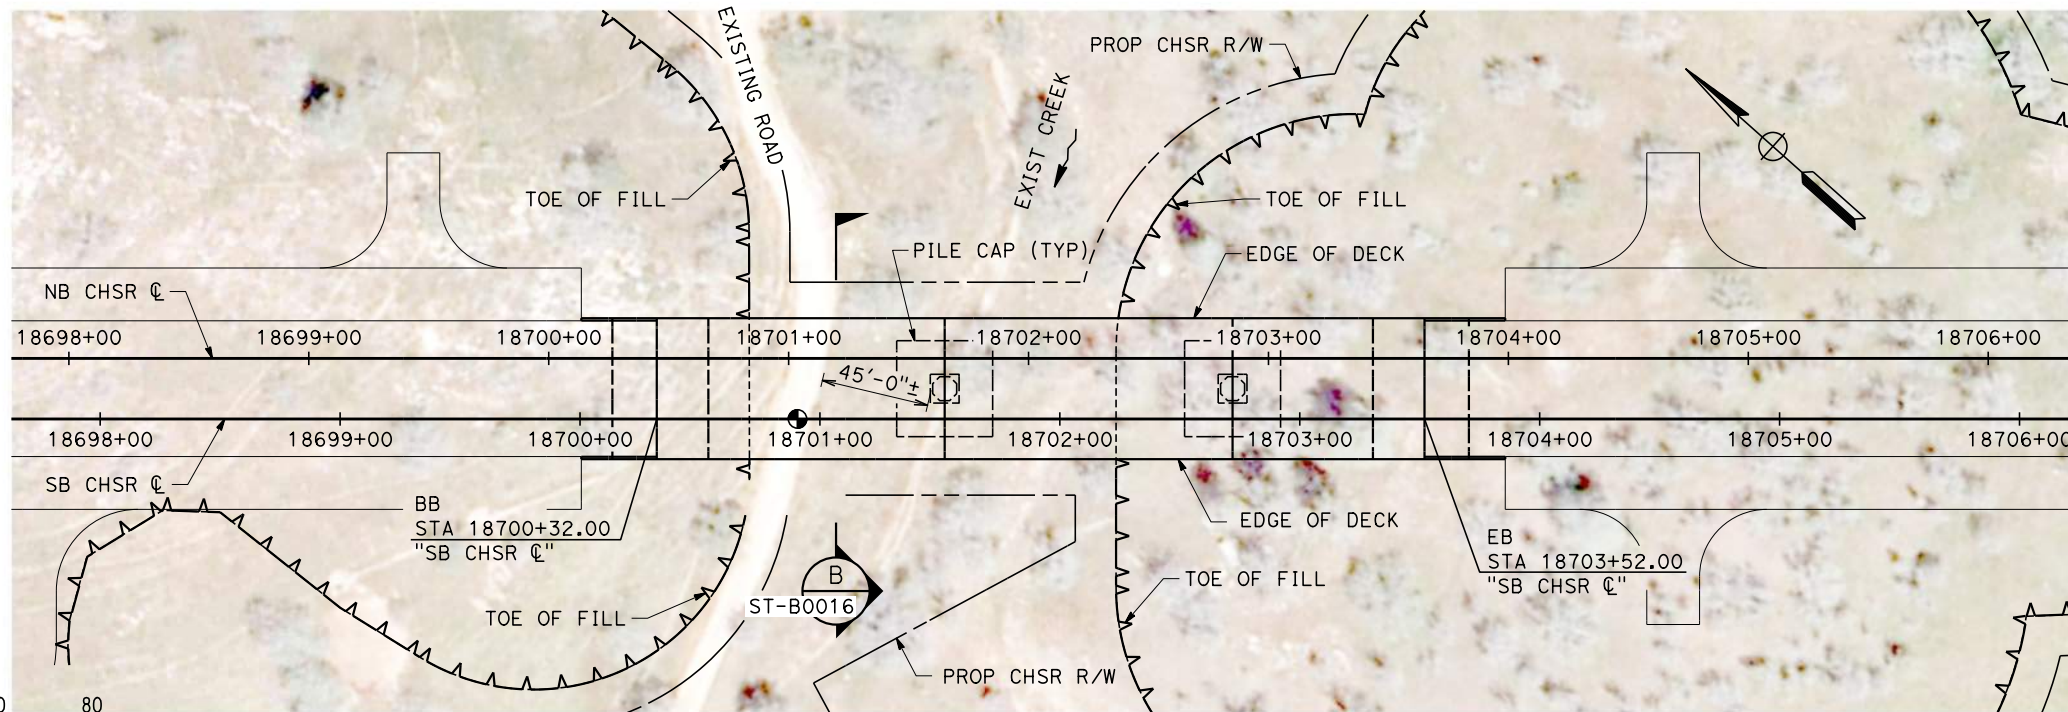 EXISTING ROAD
PROP CHSR R/W
EXIST CREEK
TOE OF FILL
TOE OF FILL
PILE CAP (TYP)
EDGE OF DECK
NB CHSR ℄
18698+00 18699+00 18700+00 18701+00 18702+00 18703+00 18704+00 18705+00 18706+00
45'-0"±
18698+00 18699+00 18700+00 18701+00 18702+00 18703+00 18704+00 18705+00 18706+00
SB CHSR ℄
BB
STA 18700+32.00
"SB CHSR ℄"
EDGE OF DECK
EB
STA 18703+52.00
"SB CHSR ℄"
B
ST-B0016
TOE OF FILL
TOE OF FILL
PROP CHSR R/W
80